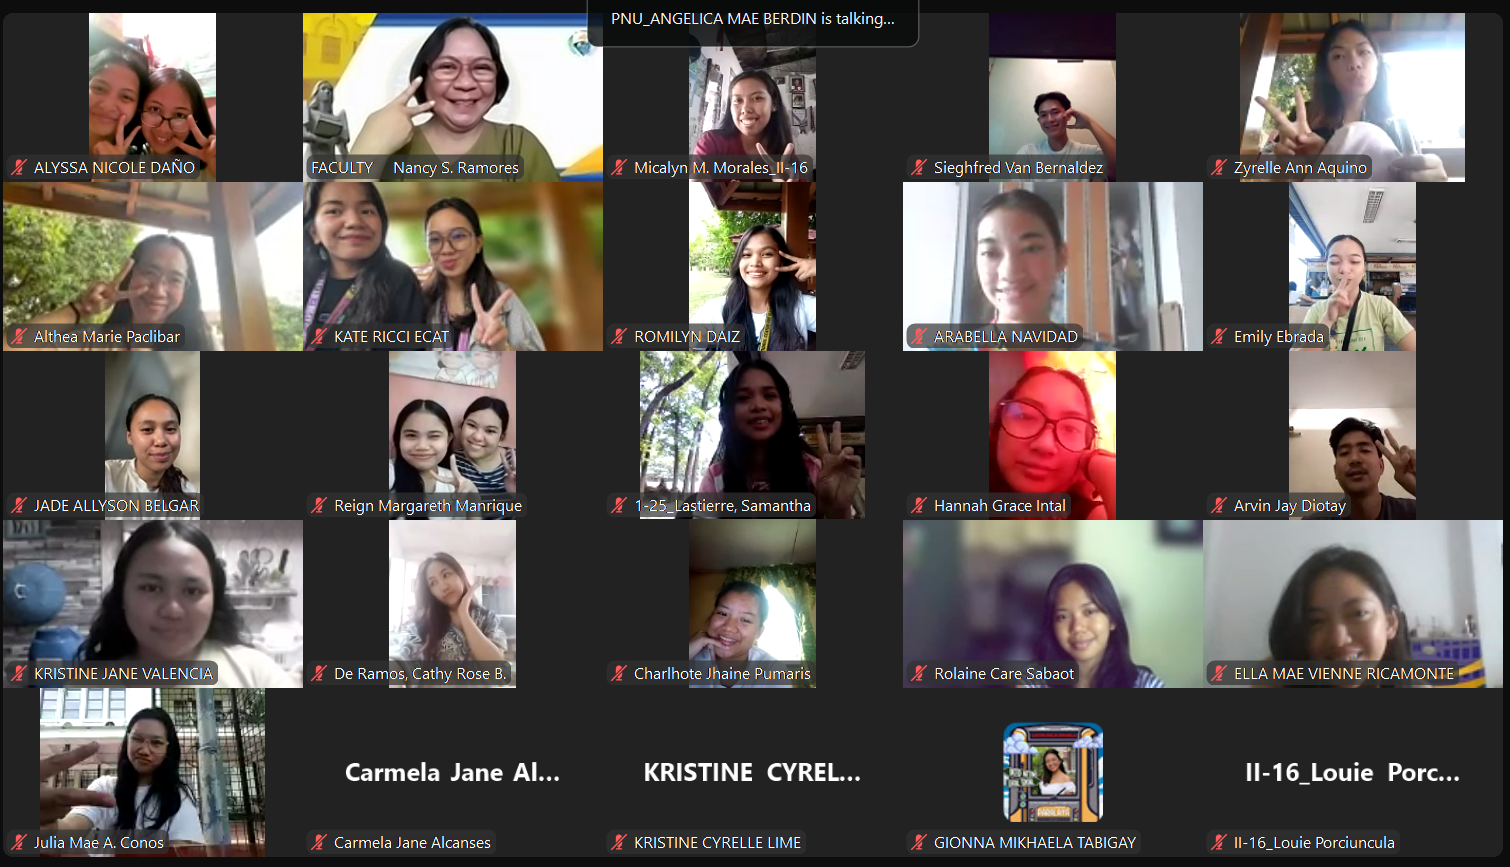 PNU_ANGELICA MAE BERDIN is talking...
ALYSSA NICOLE DAÑO
FACULTY Nancy S. Ramores
Micalyn M. Morales_II-16
Sieghfred Van Bernaldez
Zyrelle Ann Aquino
Althea Marie Paclibar
KATE RICCI ECAT
ROMILYN DAIZ
ARABELLA NAVIDAD
Emily Ebrada
JADE ALLYSON BELGAR
Reign Margareth Manrique
1-25_Lastierre, Samantha
Hannah Grace Intal
Arvin Jay Diotay
KRISTINE JANE VALENCIA
De Ramos, Cathy Rose B.
Charlhote Jhaine Pumaris
Rolaine Care Sabaot
ELLA MAE VIENNE RICAMONTE
Julia Mae A. Conos
Carmela Jane Al...
Carmela Jane Alcanses
KRISTINE CYREL...
KRISTINE CYRELLE LIME
GIONNA MIKHAELA TABIGAY
II-16_Louie Porc...
II-16_Louie Porciuncula